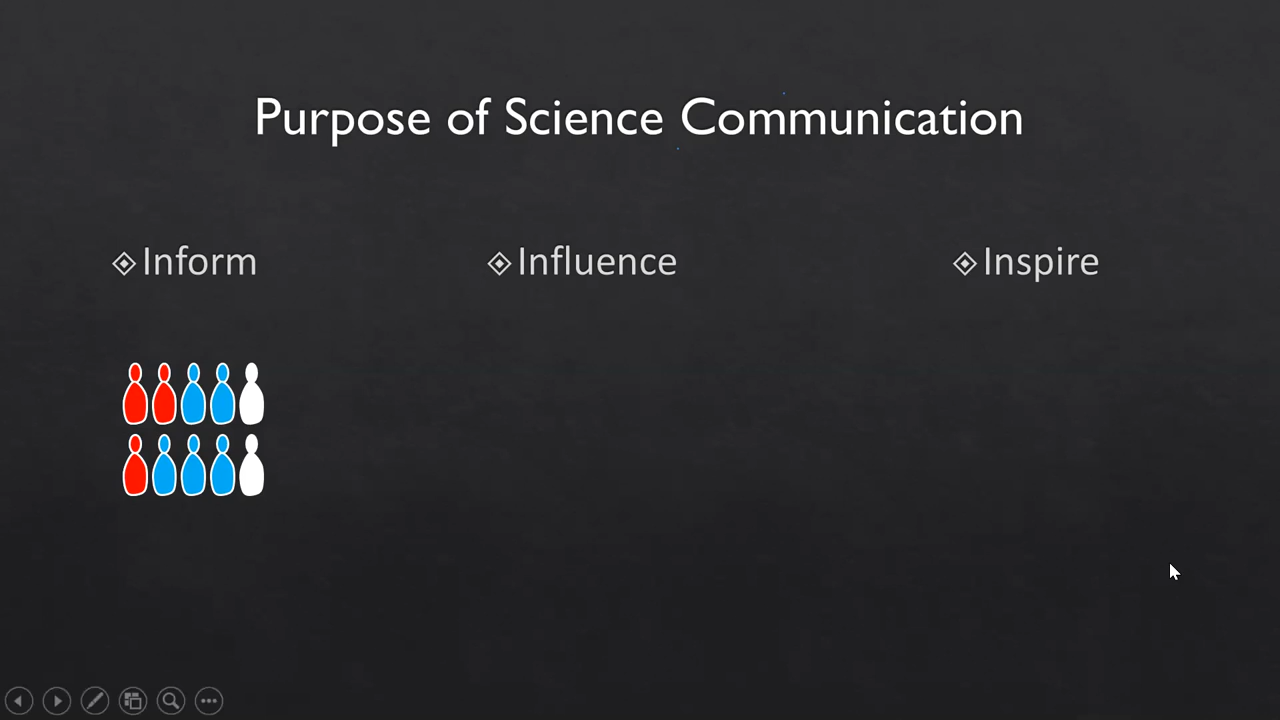 Purpose of Science Communication
Inform
Influence
Inspire